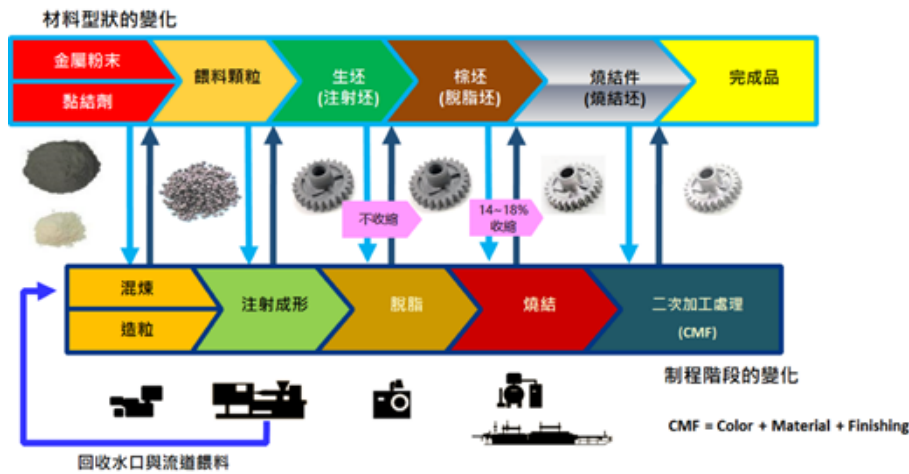 材料型狀的變化
金屬粉末
黏結劑
餵料顆粒
生坯
(注射坯)
棕坯
(脫脂坯)
燒結件
(燒結坯)
完成品
不收縮
14~18%
收縮
混煉
造粒
注射成形
脫脂
燒結
二次加工處理
(CMF)
制程階段的變化
CMF = Color + Material + Finishing
回收水口與流道餵料